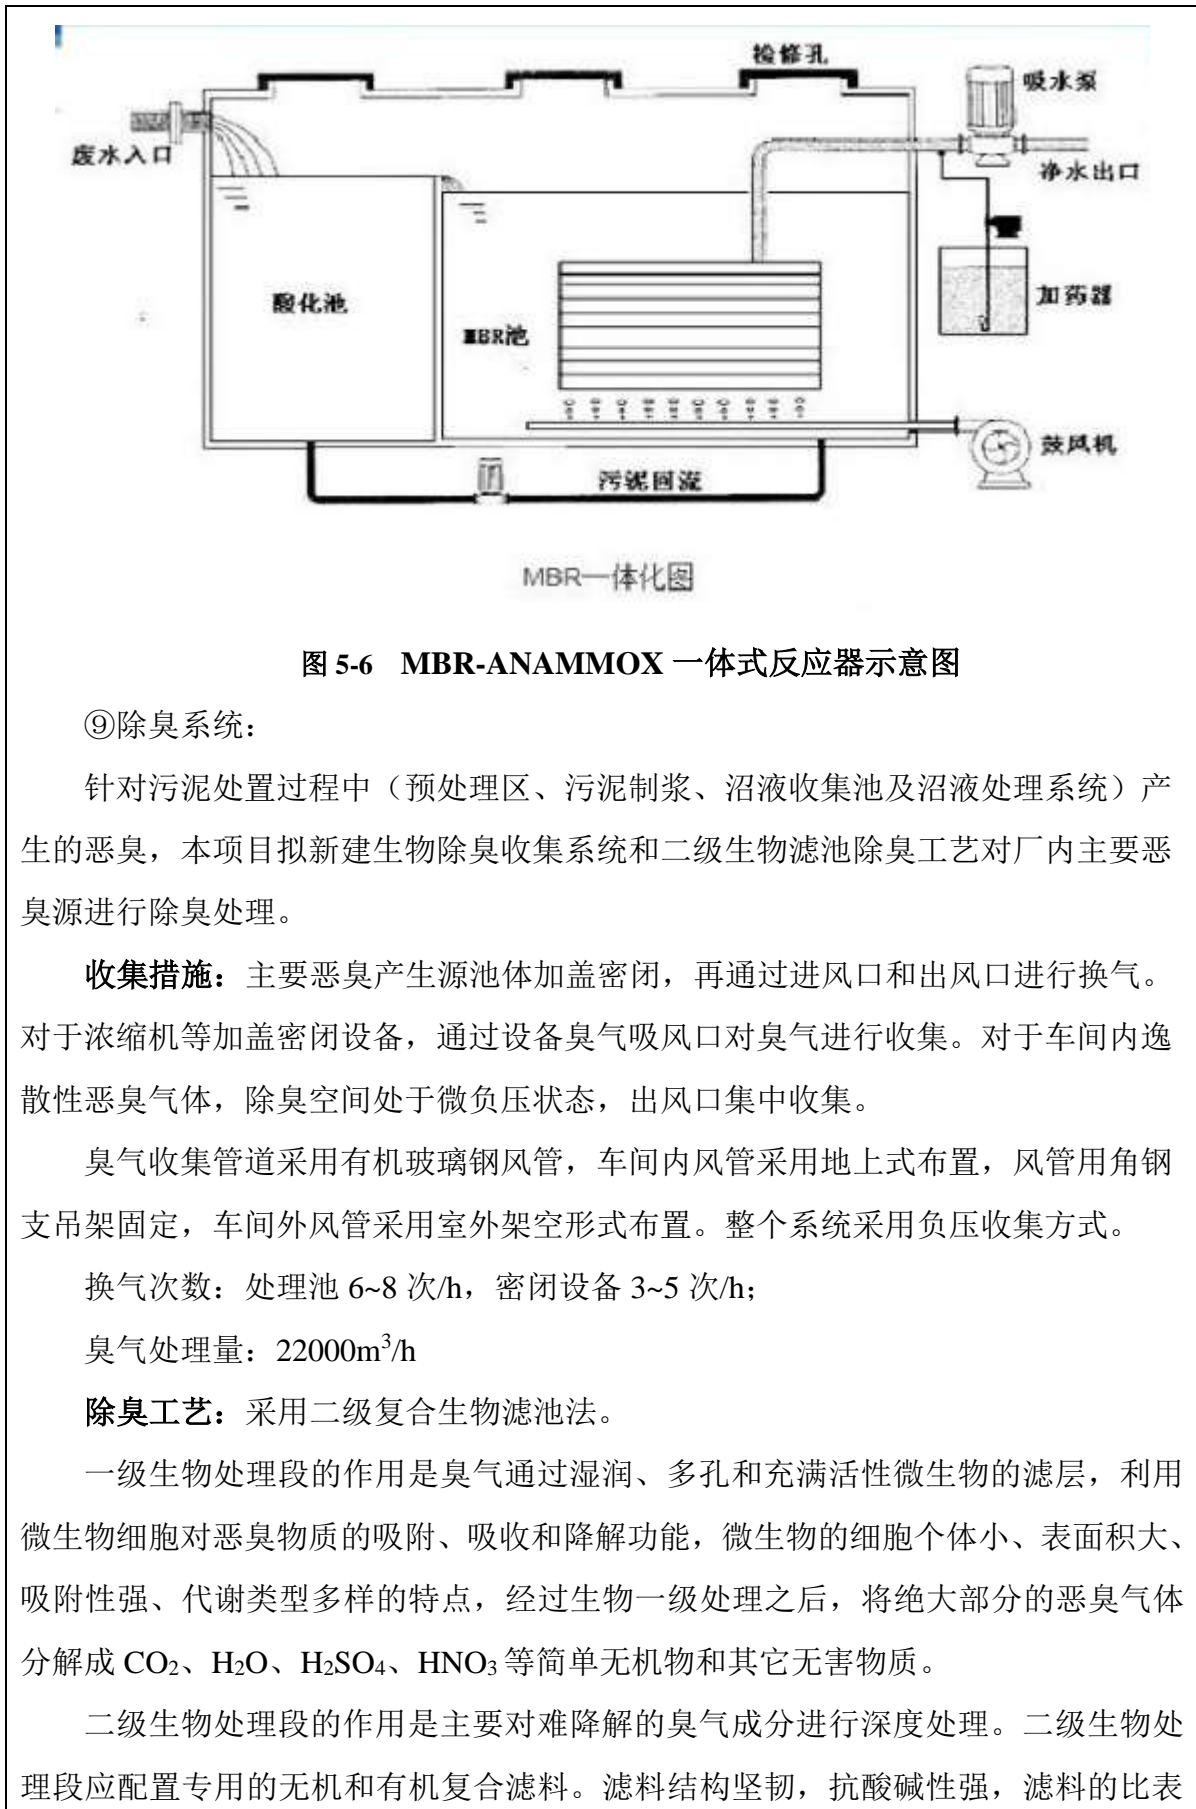 检修孔
吸水泵
废水入口
净水出口
酸化池
加药器
MBR池
鼓风机
污泥回流
MBR一体化图
图 5-6 MBR-ANAMMOX 一体式反应器示意图
⑨除臭系统：
针对污泥处置过程中（预处理区、污泥制浆、沼液收集池及沼液处理系统）产
生的恶臭，本项目拟新建生物除臭收集系统和二级生物滤池除臭工艺对厂内主要恶
臭源进行除臭处理。
收集措施：主要恶臭产生源池体加盖密闭，再通过进风口和出风口进行换气。
对于浓缩机等加盖密闭设备，通过设备臭气吸风口对臭气进行收集。对于车间内逸
散性恶臭气体，除臭空间处于微负压状态，出风口集中收集。
臭气收集管道采用有机玻璃钢风管，车间内风管采用地上式布置，风管用角钢
支吊架固定，车间外风管采用室外架空形式布置。整个系统采用负压收集方式。
换气次数：处理池 6~8 次/h，密闭设备 3~5 次/h；
臭气处理量：22000m³/h
除臭工艺：采用二级复合生物滤池法。
一级生物处理段的作用是臭气通过湿润、多孔和充满活性微生物的滤层，利用
微生物细胞对恶臭物质的吸附、吸收和降解功能，微生物的细胞个体小、表面积大、
吸附性强、代谢类型多样的特点，经过生物一级处理之后，将绝大部分的恶臭气体
分解成 CO₂、H₂O、H₂SO₄、HNO₃ 等简单无机物和其它无害物质。
二级生物处理段的作用是主要对难降解的臭气成分进行深度处理。二级生物处
理段应配置专用的无机和有机复合滤料。滤料结构坚韧，抗酸碱性强，滤料的比表